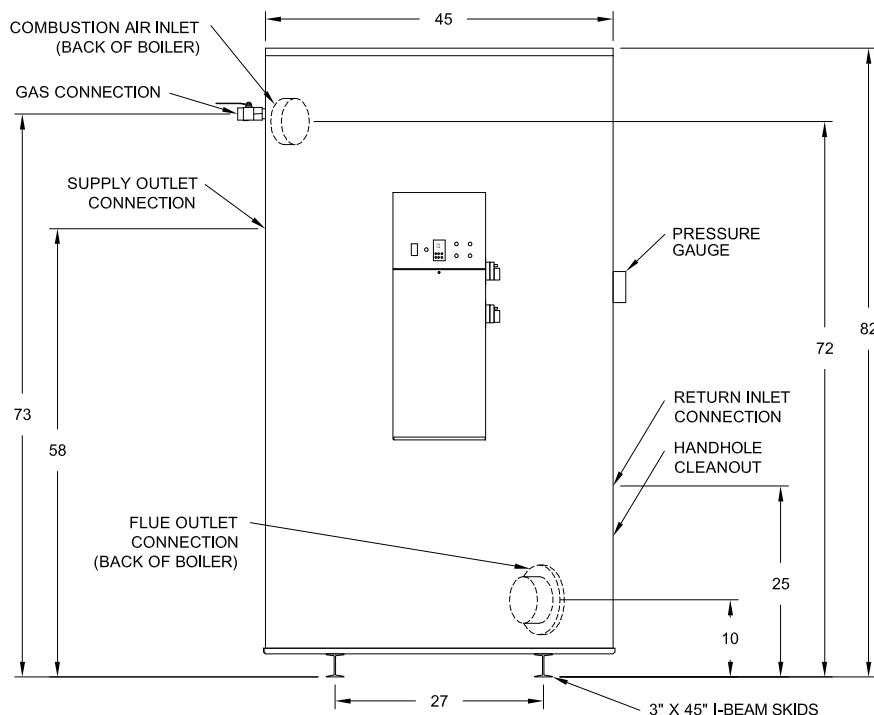 45
COMBUSTION AIR INLET
(BACK OF BOILER)
GAS CONNECTION
SUPPLY OUTLET
CONNECTION
PRESSURE
GAUGE
82
72
73
RETURN INLET
CONNECTION
58
HANDHOLE
CLEANOUT
FLUE OUTLET
CONNECTION
(BACK OF BOILER)
25
10
27
3" X 45" I-BEAM SKIDS